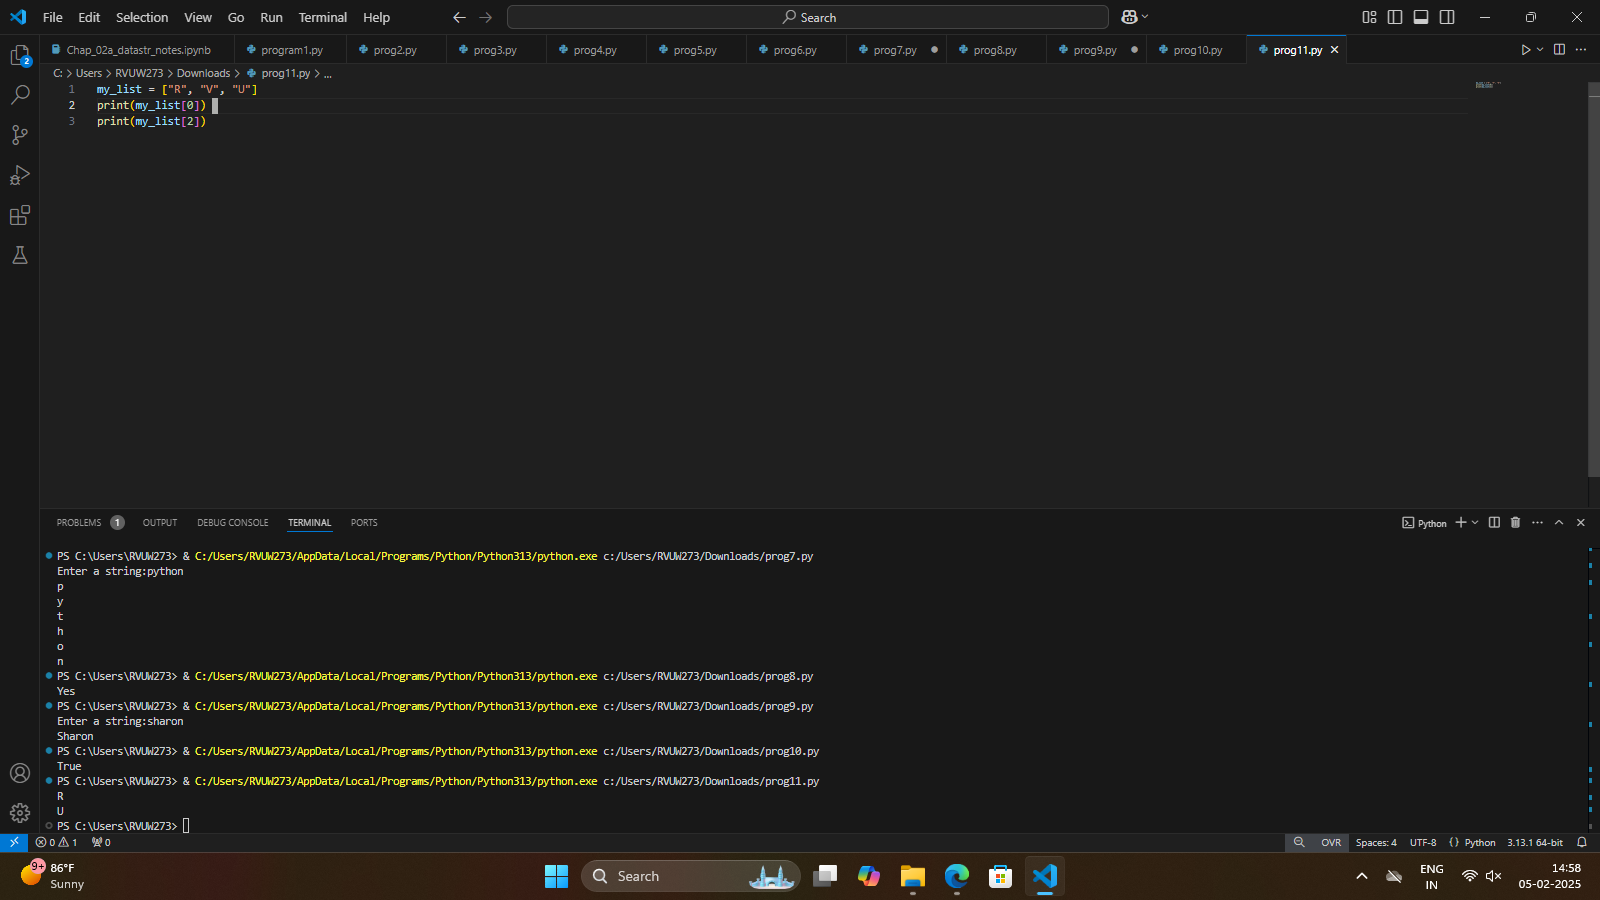 File Edit Selection View Go Run Terminal Help
Search
Chap_02a_datastr_notes.ipynb program1.py prog2.py prog3.py prog4.py prog5.py prog6.py prog7.py prog8.py prog9.py prog10.py prog11.py
C: > Users > RVUW273 > Downloads > prog11.py > ...
2
1 my_list = ["R", "V", "U"]
2 print(my_list[0])
3 print(my_list[2])
PROBLEMS 1 OUTPUT DEBUG CONSOLE TERMINAL PORTS
Python
PS C:\Users\RVUW273> & C:/Users/RVUW273/AppData/Local/Programs/Python/Python313/python.exe c:/Users/RVUW273/Downloads/prog7.py
Enter a string:python
p
y
t
h
o
n
PS C:\Users\RVUW273> & C:/Users/RVUW273/AppData/Local/Programs/Python/Python313/python.exe c:/Users/RVUW273/Downloads/prog8.py
Yes
PS C:\Users\RVUW273> & C:/Users/RVUW273/AppData/Local/Programs/Python/Python313/python.exe c:/Users/RVUW273/Downloads/prog9.py
Enter a string:sharon
Sharon
PS C:\Users\RVUW273> & C:/Users/RVUW273/AppData/Local/Programs/Python/Python313/python.exe c:/Users/RVUW273/Downloads/prog10.py
True
PS C:\Users\RVUW273> & C:/Users/RVUW273/AppData/Local/Programs/Python/Python313/python.exe c:/Users/RVUW273/Downloads/prog11.py
R
U
PS C:\Users\RVUW273>
0 1 0
OVR Spaces: 4 UTF-8 {} Python 3.13.1 64-bit
9+ 86°F
Sunny
Search
ENG
IN
14:58
05-02-2025